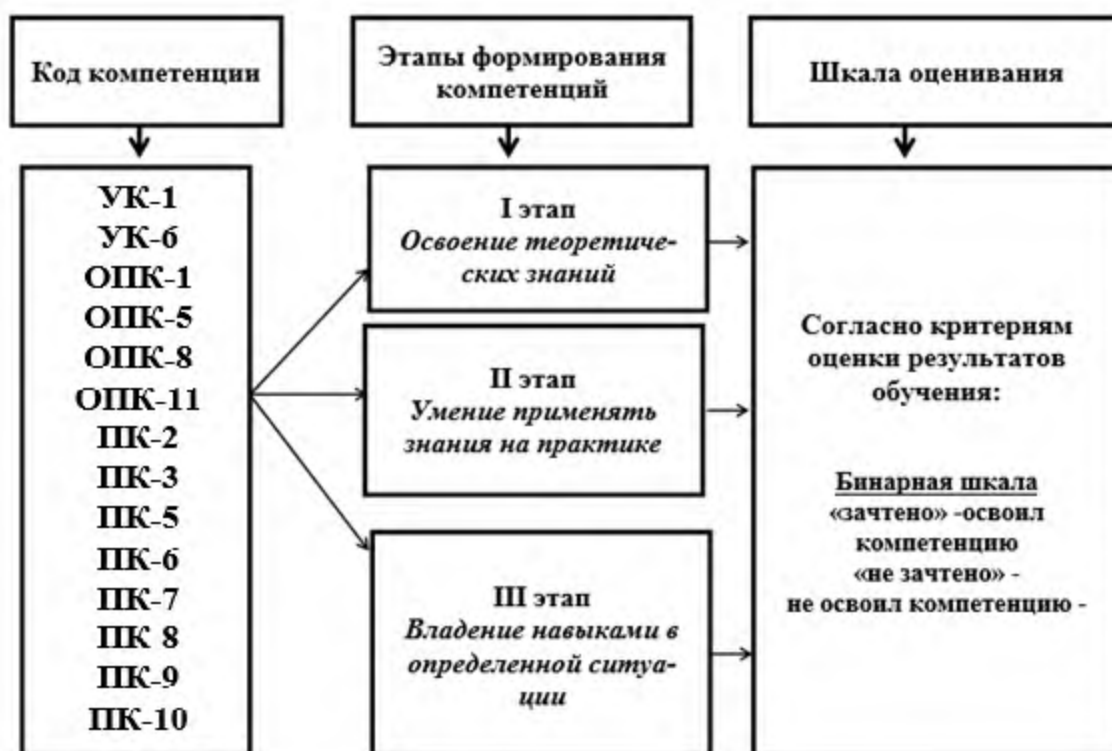 Код компетенции
Этапы формирования
компетенций
Шкала оценивания
УК-1
УК-6
ОПК-1
ОПК-5
ОПК-8
ОПК-11
ПК-2
ПК-3
ПК-5
ПК-6
ПК-7
ПК 8
ПК-9
ПК-10
I этап
Освоение теоретиче-
ских знаний
II этап
Умение применять
знания на практике
III этап
Владение навыками в
определенной ситуа-
ции
Согласно критериям
оценки результатов
обучения:
Бинарная шкала
«зачтено» -освоил
компетенцию
«не зачтено» -
не освоил компетенцию -